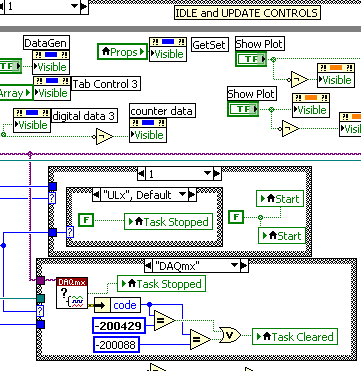 1
IDLE and UPDATE CONTROLS
DataGen
TF
Visible
Props
Visible
GetSet
Show Plot
TF
Visible
Visible
Array
Tab Control 3
Visible
digital data 3
Visible
counter data
Visible
Show Plot
TF
Visible
Visible
1
"ULx", Default
F
Task Stopped
F
Start
Start
"DAQmx"
DAQmx
?
Task Stopped
code
-200429
=
-200088
=
V
Task Cleared